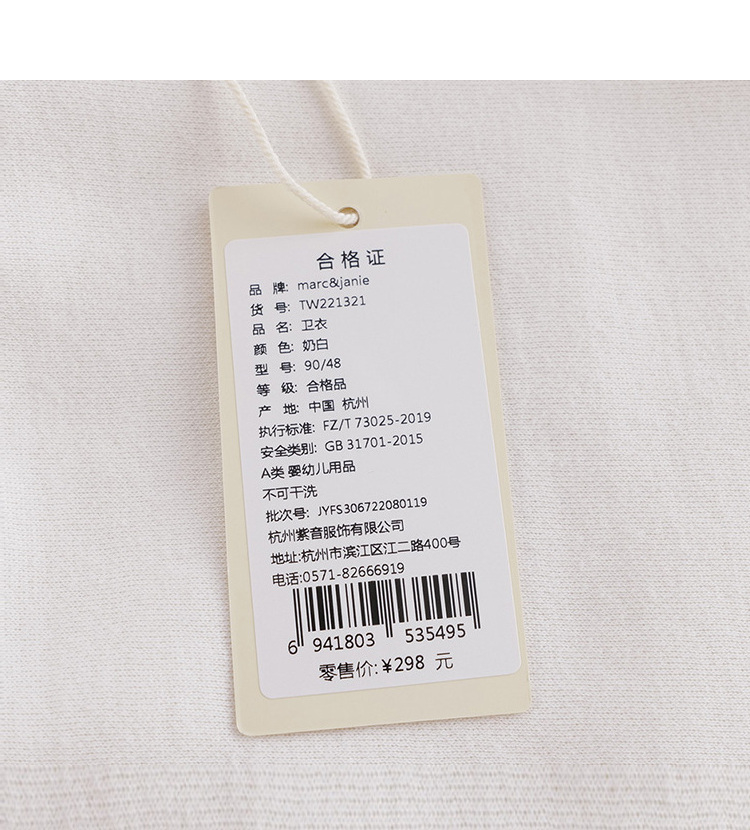 合格证
品 牌: marc&janie
货 号: TW221321
品 名: 卫衣
颜 色: 奶白
型 号: 90/48
等 级: 合格品
产 地: 中国 杭州
执行标准: FZ/T 73025-2019
安全类别: GB 31701-2015
A类 婴幼儿用品
不可干洗
批次号: JYFS306722080119
杭州紫音服饰有限公司
地址:杭州市滨江区江二路400号
电话:0571-82666919
6 941803 535495
零售价:¥298 元